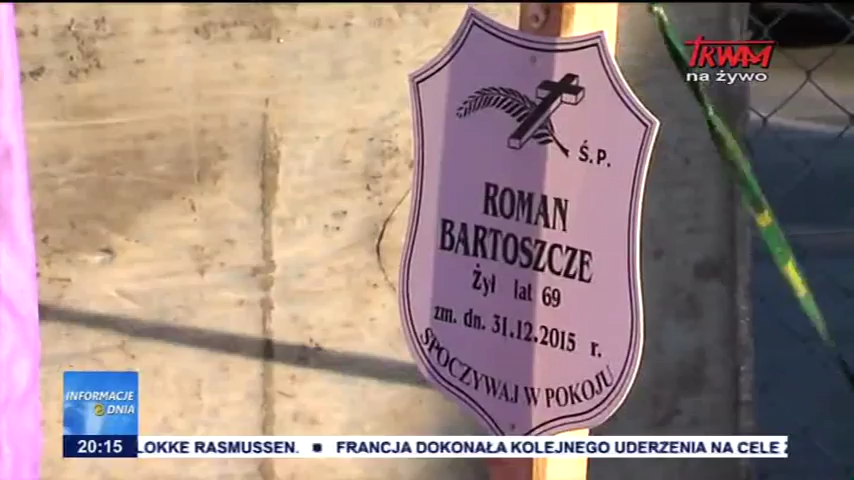 TRWAM
na żywo
Ś.P.
ROMAN
BARTOSZCZE
Żył lat 69
zm. dn. 31.12.2015 r.
SPOCZYWAJ W POKOJU
INFORMACJE
DNIA
20:15
LOKKE RASMUSSEN. ■ FRANCJA DOKONAŁA KOLEJNEGO UDERZENIA NA CELE Z